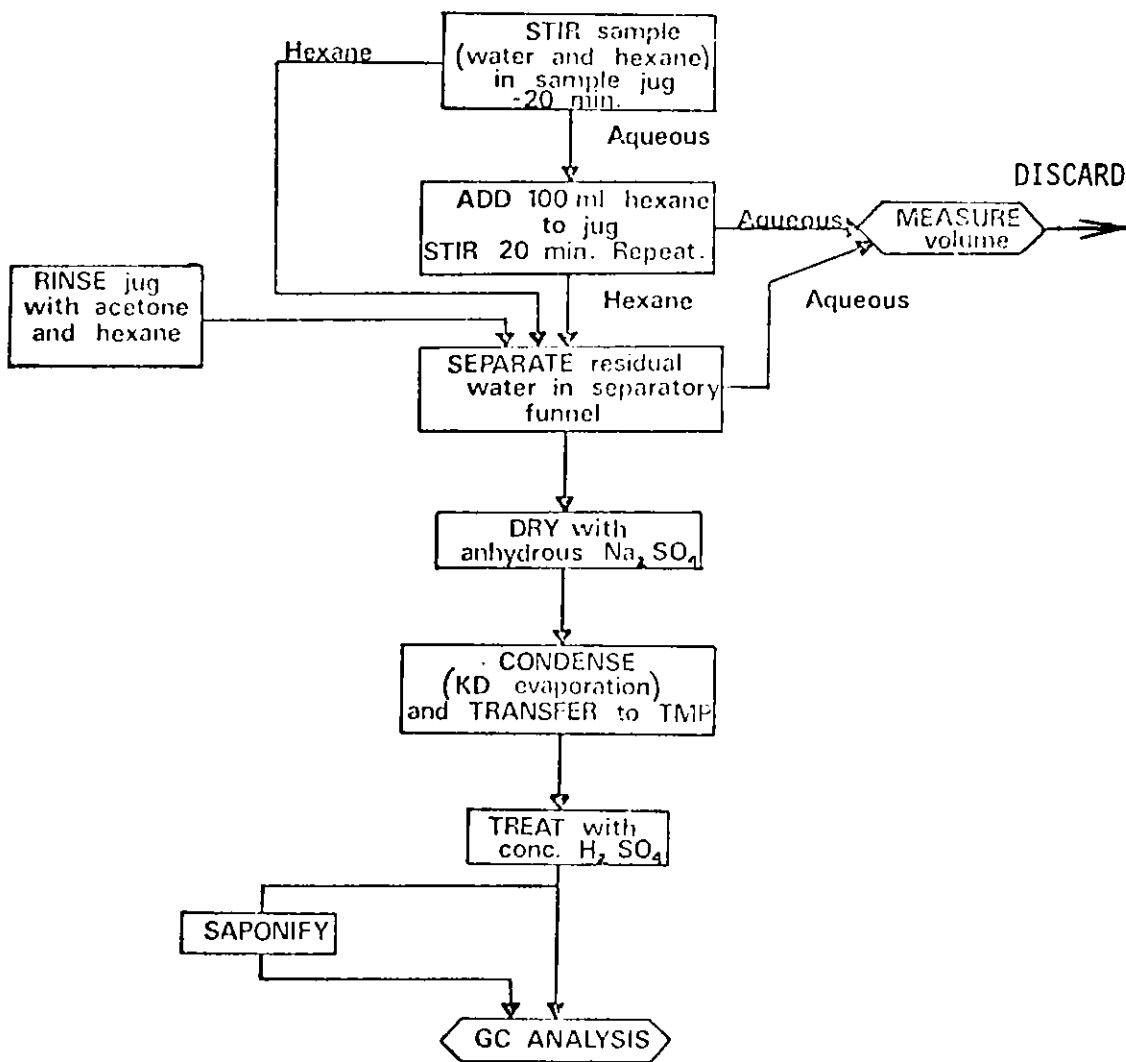 Hexane
STIR sample
(water and hexane)
in sample jug
~20 min.
Aqueous
DISCARD
ADD 100 ml hexane
to jug
STIR 20 min. Repeat.
Aqueous
MEASURE
volume
RINSE jug
with acetone
and hexane
Hexane
Aqueous
SEPARATE residual
water in separatory
funnel
DRY with
anhydrous Na₂SO₄
CONDENSE
(KD evaporation)
and TRANSFER to TMP
TREAT with
conc. H₂SO₄
SAPONIFY
GC ANALYSIS